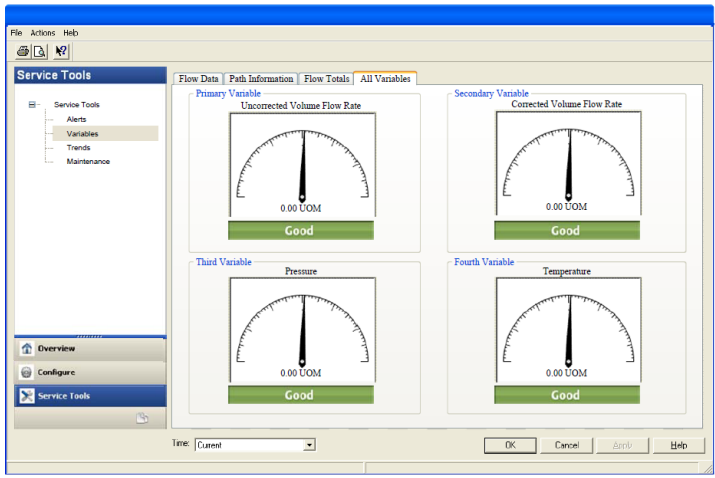 File Actions Help
Service Tools
Service Tools
Alerts
Variables
Trends
Maintenance
Overview
Configure
Service Tools
Flow Data Path Information Flow Totals All Variables
Primary Variable
Uncorrected Volume Flow Rate
0.00 UOM
Good
Secondary Variable
Corrected Volume Flow Rate
0.00 UOM
Good
Third Variable
Pressure
0.00 UOM
Good
Fourth Variable
Temperature
0.00 UOM
Good
Time: Current
OK Cancel Apply Help